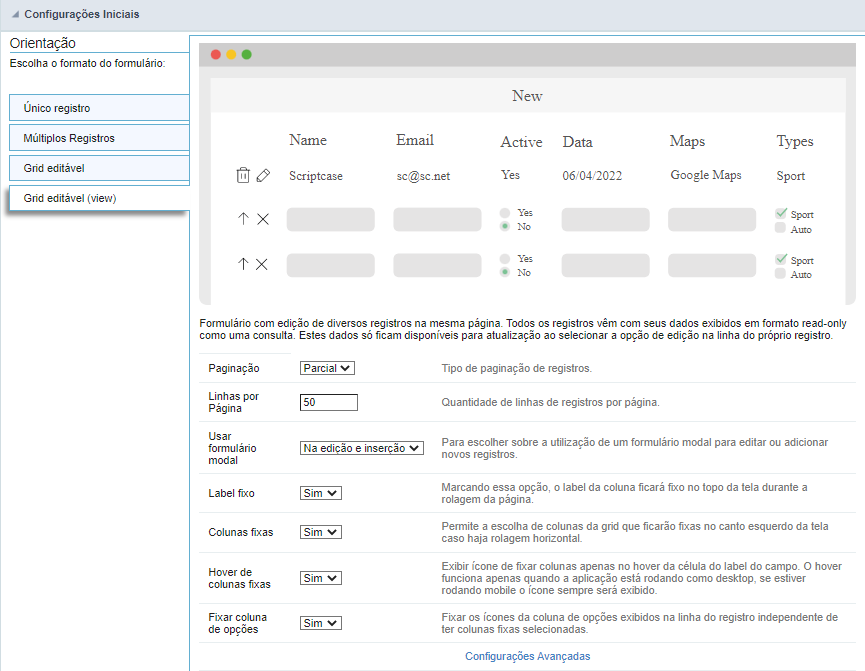 Configurações Iniciais
Orientação
Escolha o formato do formulário:
Único registro
Múltiplos Registros
Grid editável
Grid editável (view)
New
Name Email Active Data Maps Types
Scriptcase sc@sc.net Yes 06/04/2022 Google Maps Sport
Yes
No
Sport
Auto
Yes
No
Sport
Auto
Formulário com edição de diversos registros na mesma página. Todos os registros vêm com seus dados exibidos em formato read-only
como uma consulta. Estes dados só ficam disponíveis para atualização ao selecionar a opção de edição na linha do próprio registro.
Paginação
Parcial
Tipo de paginação de registros.
Linhas por
Página
50
Quantidade de linhas de registros por página.
Usar
formulário
modal
Na edição e inserção
Para escolher sobre a utilização de um formulário modal para editar ou adicionar
novos registros.
Label fixo
Sim
Marcando essa opção, o label da coluna ficará fixo no topo da tela durante a
rolagem da página.
Colunas fixas
Sim
Permite a escolha de colunas da grid que ficarão fixas no canto esquerdo da tela
caso haja rolagem horizontal.
Hover de
colunas fixas
Sim
Exibir ícone de fixar colunas apenas no hover da célula do label do campo. O hover
funciona apenas quando a aplicação está rodando como desktop, se estiver
rodando mobile o ícone sempre será exibido.
Fixar coluna
de opções
Sim
Fixar os ícones da coluna de opções exibidos na linha do registro independente de
ter colunas fixas selecionadas.
Configurações Avançadas